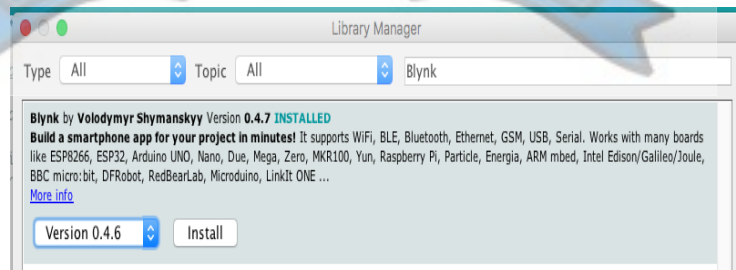 Library Manager
Type All Topic All Blynk
Blynk by Volodymyr Shymanskyy Version 0.4.7 INSTALLED
Build a smartphone app for your project in minutes! It supports WiFi, BLE, Bluetooth, Ethernet, GSM, USB, Serial. Works with many boards
like ESP8266, ESP32, Arduino UNO, Nano, Due, Mega, Zero, MKR100, Yun, Raspberry Pi, Particle, Energia, ARM mbed, Intel Edison/Galileo/Joule,
BBC micro:bit, DFRobot, RedBearLab, Microduino, LinkIt ONE ...
More info
Version 0.4.6 Install